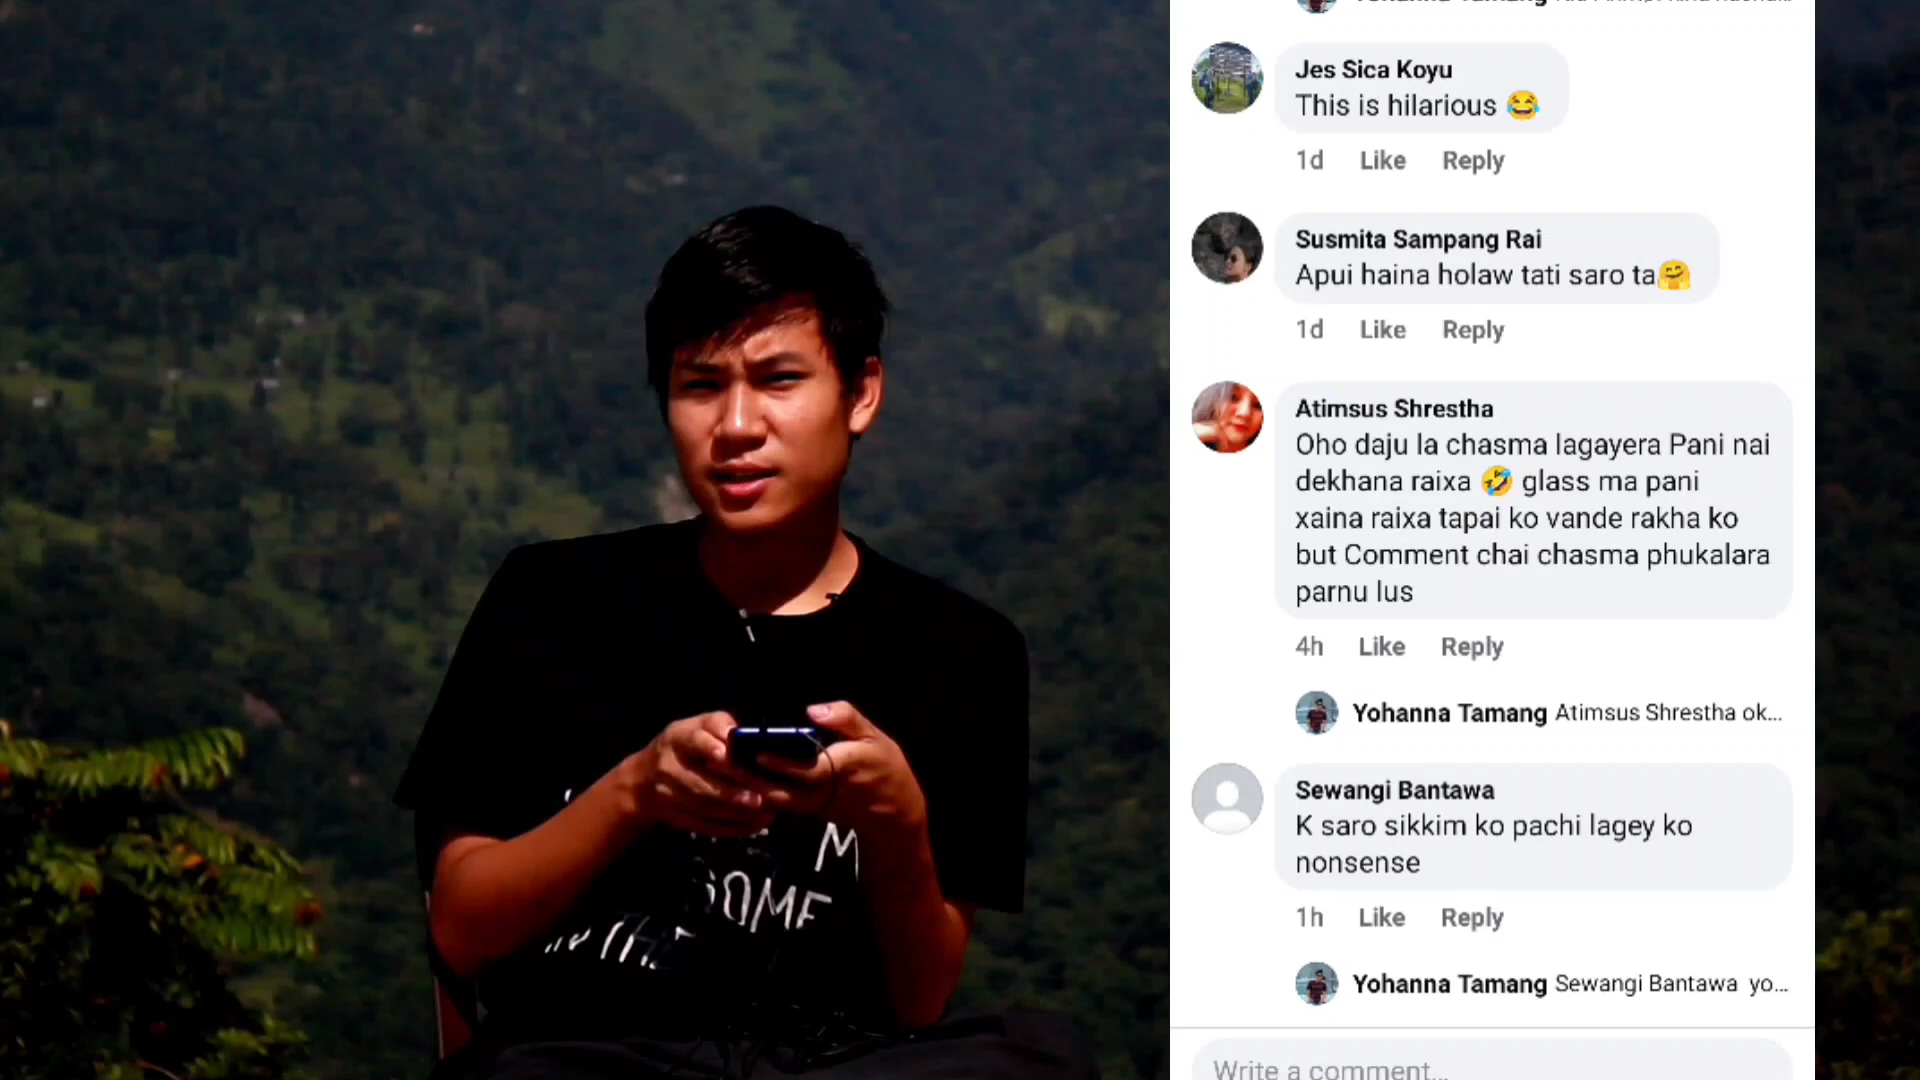 Yohanna Tamang
Jes Sica Koyu
This is hilarious 😂
1d Like Reply
Susmita Sampang Rai
Apui haina holaw tati saro ta🤗
1d Like Reply
Atimsus Shrestha
Oho daju la chasma lagayera Pani nai
dekhana raixa 🤣 glass ma pani
xaina raixa tapai ko vande rakha ko
but Comment chai chasma phukalara
parnu lus
4h Like Reply
Yohanna Tamang Atimsus Shrestha ok...
Sewangi Bantawa
K saro sikkim ko pachi lagey ko
nonsense
1h Like Reply
Yohanna Tamang Sewangi Bantawa yo...
Write a comment...
M
SOME
THE